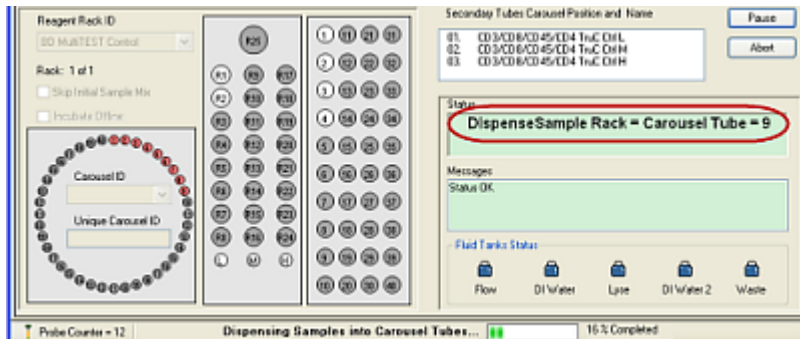 Reagent Rack ID
BD MultiTEST Control
Rack: 1 of 1
Skip Initial Sample Mix
Incubate Offline
Carousel ID
Unique Carousel ID
R25
R1 R9 R17
R2 R10 R18
R3 R11 R19
R4 R12 R20
R5 R13 R21
R6 R14 R22
R7 R15 R23
R8 R16 R24
L M H
1 11 21 31
2 12 22 32
3 13 23 33
4 14 24 34
5 15 25 35
6 16 26 36
7 17 27 37
8 18 28 38
9 19 29 39
10 20 30 40
Seconday Tubes Carousel Position and Name
01. CD3/CD8/CD45/CD4 TruC Ctrl L
02. CD3/CD8/CD45/CD4 TruC Ctrl M
03. CD3/CD8/CD45/CD4 TruC Ctrl H
Pause
Abort
Status
DispenseSample Rack = Carousel Tube = 9
Messages
Status OK
Fluid Tanks Status
Flow DI Water Lyse DI Water 2 Waste
Probe Counter = 12
Dispensing Samples into Carousel Tubes...
16 % Completed